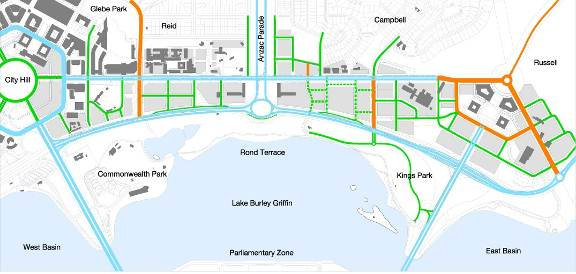 Glebe Park
Reid
Anzac Parade
Campbell
Russell
City Hill
Rond Terrace
Commonwealth Park
Kings Park
Lake Burley Griffin
West Basin
Parliamentary Zone
East Basin